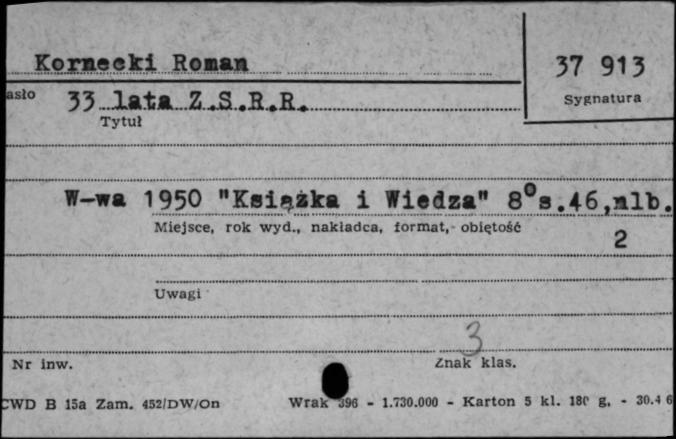 Kornecki Roman
37 913
asło
33 lata Z.S.R.R.
Sygnatura
Tytuł
W-wa 1950 "Książka i Wiedza" 8° s.46,nlb.
Miejsce, rok wyd., nakładca, format, objętość
2
Uwagi
3
Nr inw.
Znak klas.
CWD B 15a Zam. 452/DW/On
Wrak 396 - 1.730.000 - Karton 5 kl. 180 g. - 30.4 6